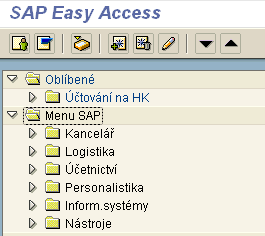 SAP Easy Access
Oblíbené
Účtování na HK
Menu SAP
Kancelář
Logistika
Účetnictví
Personalistika
Inform.systémy
Nástroje